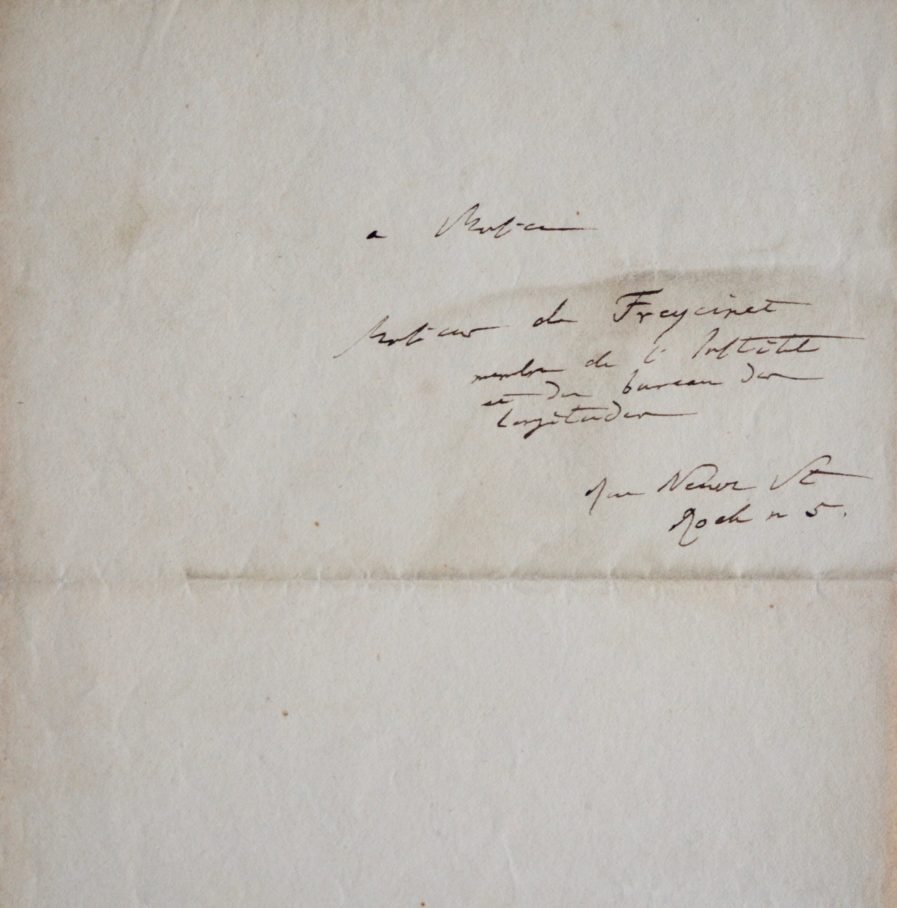 a Monsieur
Monsieur de Freycinet
membre de l'Institut
et du bureau des
longitudes
Rue Neuve St
Roch n 5.